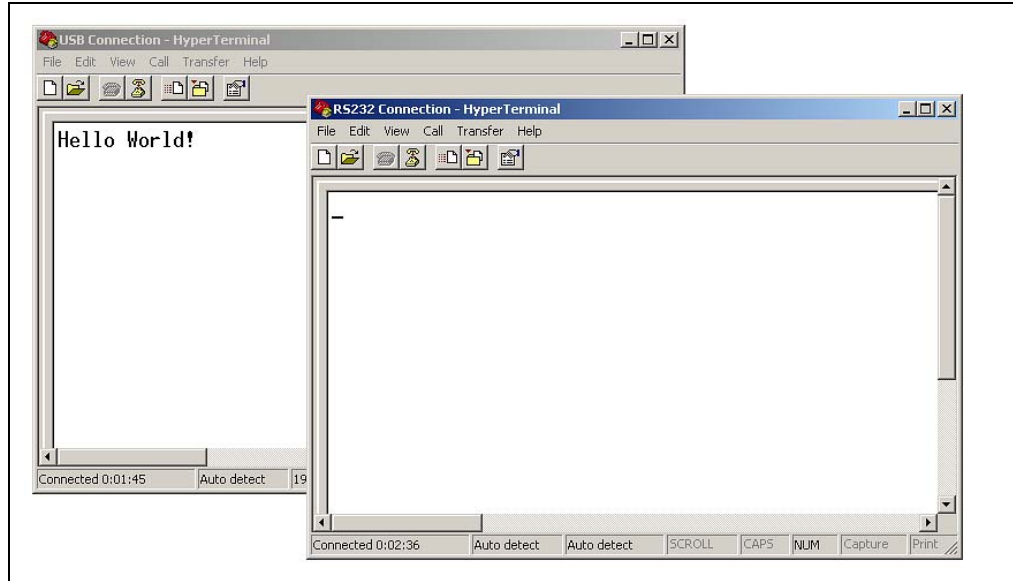 USB Connection - HyperTerminal
File Edit View Call Transfer Help
Hello World!
Connected 0:01:45 Auto detect 19
RS232 Connection - HyperTerminal
File Edit View Call Transfer Help
_
Connected 0:02:36 Auto detect Auto detect SCROLL CAPS NUM Capture Print